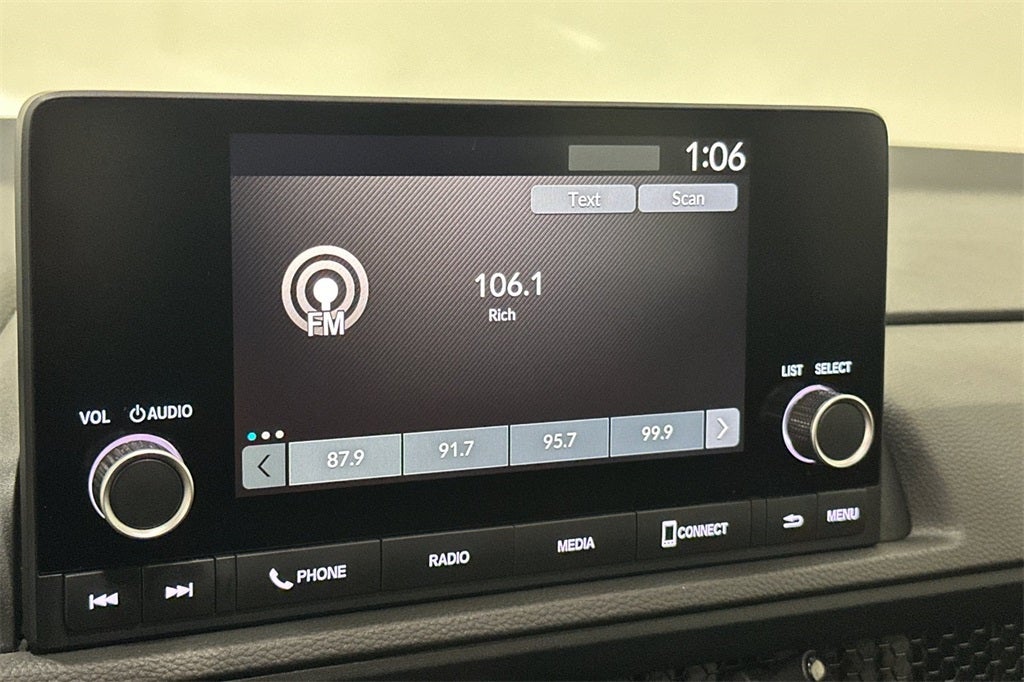 1:06
Text Scan
106.1
FM
Rich
LIST SELECT
VOL AUDIO
87.9 91.7 95.7 99.9
PHONE RADIO MEDIA CONNECT MENU